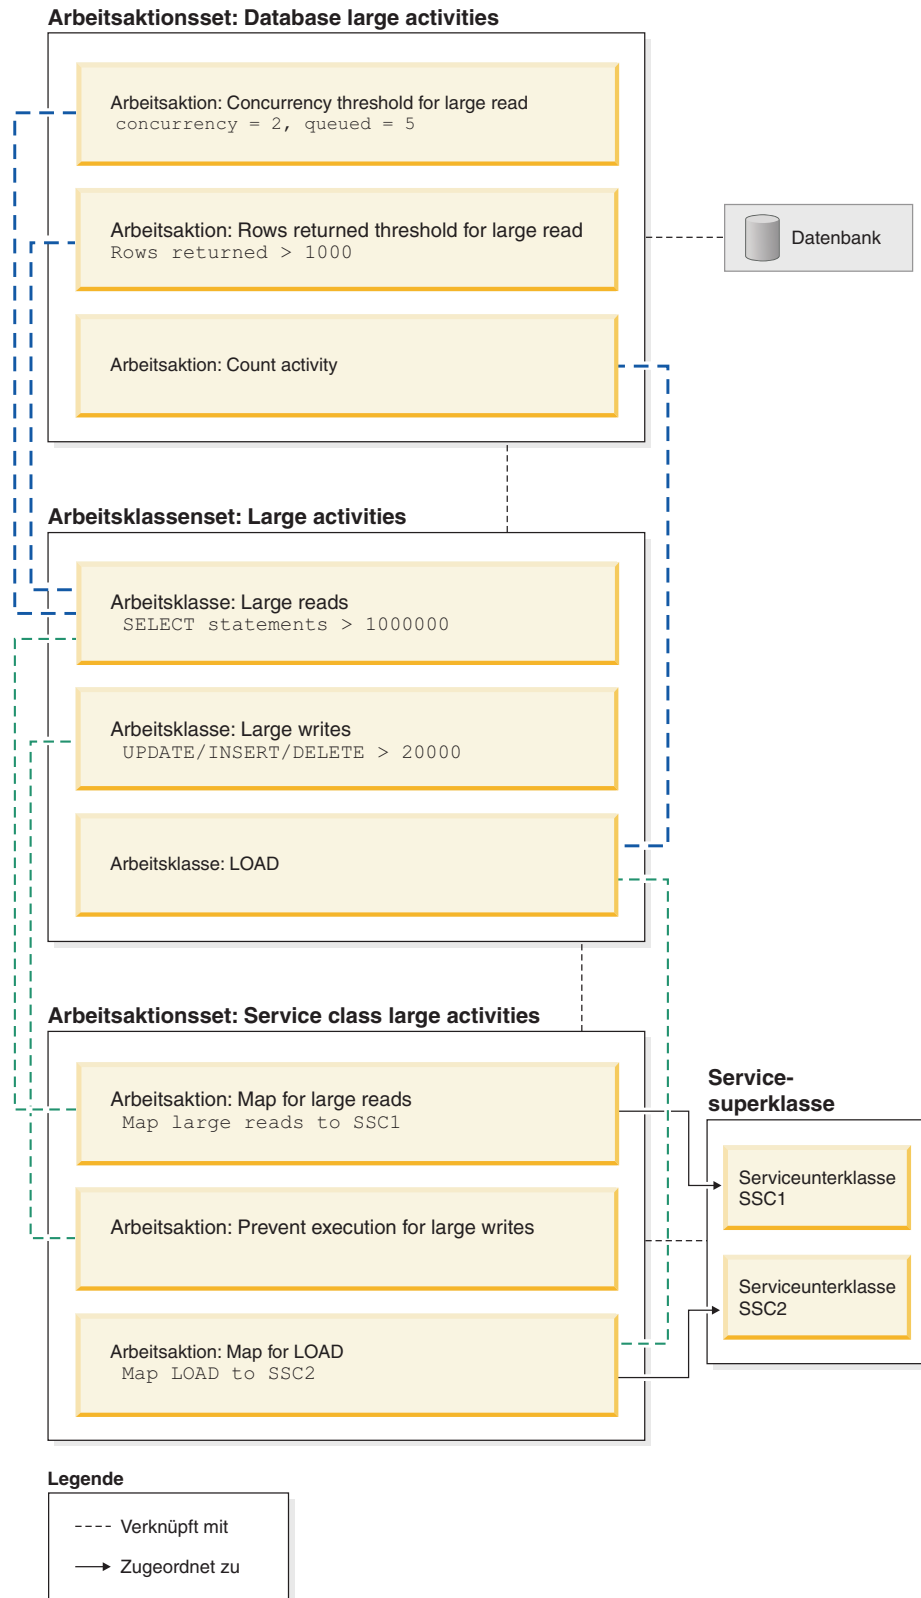 Arbeitsaktionsset: Database large activities
Arbeitsaktion: Concurrency threshold for large read
concurrency = 2, queued = 5
Arbeitsaktion: Rows returned threshold for large read
Rows returned > 1000
Datenbank
Arbeitsaktion: Count activity
Arbeitsklassenset: Large activities
Arbeitsklasse: Large reads
SELECT statements > 1000000
Arbeitsklasse: Large writes
UPDATE/INSERT/DELETE > 20000
Arbeitsklasse: LOAD
Arbeitsaktionsset: Service class large activities
Arbeitsaktion: Map for large reads
Map large reads to SSC1
Arbeitsaktion: Prevent execution for large writes
Arbeitsaktion: Map for LOAD
Map LOAD to SSC2
Service-
superklasse
Serviceunterklasse
SSC1
Serviceunterklasse
SSC2
Legende
Verknüpft mit
Zugeordnet zu